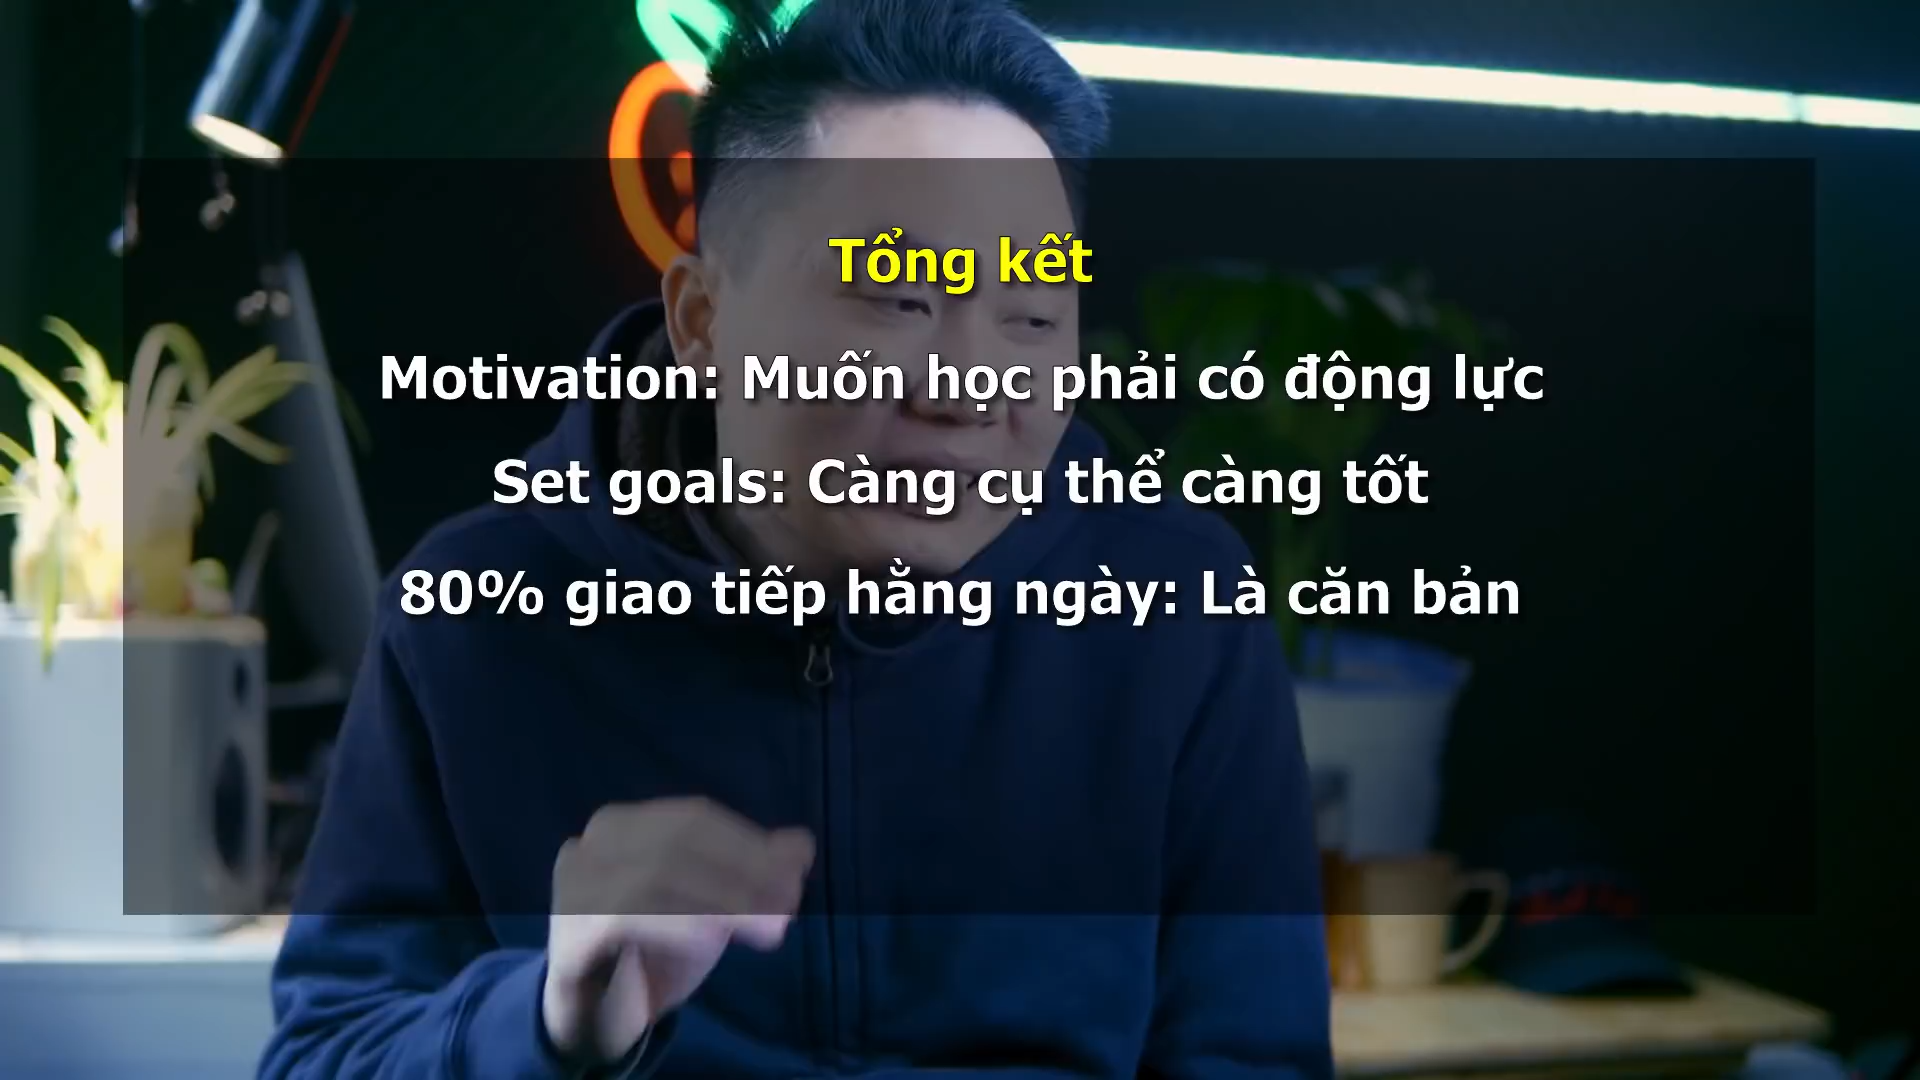 Tổng kết
Motivation: Muốn học phải có động lực
Set goals: Càng cụ thể càng tốt
80% giao tiếp hằng ngày: Là căn bản